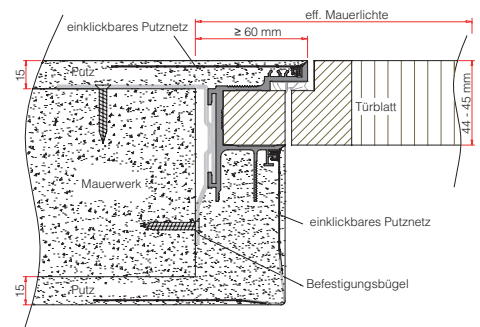 eff. Mauerlichte
einklickbares Putznetz
≥ 60 mm
15
Putz
44 - 45 mm
Türblatt
Mauerwerk
einklickbares Putznetz
Befestigungsbügel
15
Putz